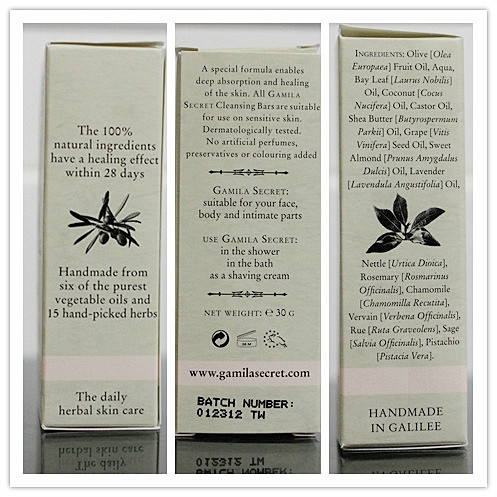 The 100%
natural ingredients
have a healing effect
within 28 days
Handmade from
six of the purest
vegetable oils and
15 hand-picked herbs
The daily
herbal skin care
A special formula enables
deep absorption and healing
of the skin. All GAMILA
SECRET Cleansing Bars are suitable
for use on sensitive skin.
Dermatologically tested.
No artificial perfumes,
preservatives or colouring added
GAMILA SECRET:
suitable for your face,
body and intimate parts
USE GAMILA SECRET:
in the shower
in the bath
as a shaving cream
NET WEIGHT: ℮ 30 G
www.gamilasecret.com
BATCH NUMBER:
012312 TW
INGREDIENTS: Olive [Olea
Europaea] Fruit Oil, Aqua,
Bay Leaf [Laurus Nobilis]
Oil, Coconut [Cocus
Nucifera] Oil, Castor Oil,
Shea Butter [Butyrospermum
Parkii] Oil, Grape [Vitis
Vinifera] Seed Oil, Sweet
Almond [Prunus Amygdalus
Dulcis] Oil, Lavender
[Lavendula Angustifolia] Oil,
Nettle [Urtica Dioica],
Rosemary [Rosmarinus
Officinalis], Chamomile
[Chamomilla Recutita],
Vervain [Verbena Officinalis],
Rue [Ruta Graveolens], Sage
[Salvia Officinalis], Pistachio
[Pistacia Vera].
HANDMADE
IN GALILEE